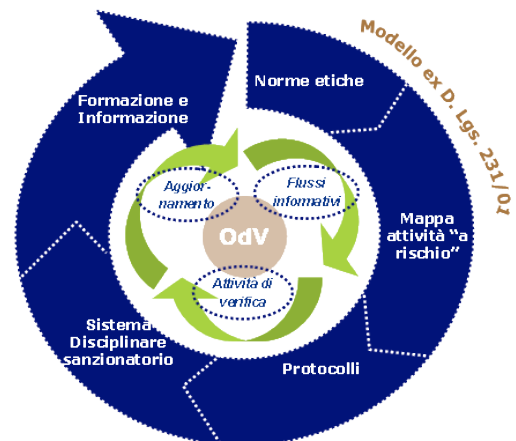 Modello ex D. Lgs. 231/01
Norme etiche
Formazione e
Informazione
Aggior-
namento
Flussi
informativi
OdV
Mappa
attività “a
rischio”
Attività di
verifica
Sistema
Disciplinare
sanzionatorio
Protocolli